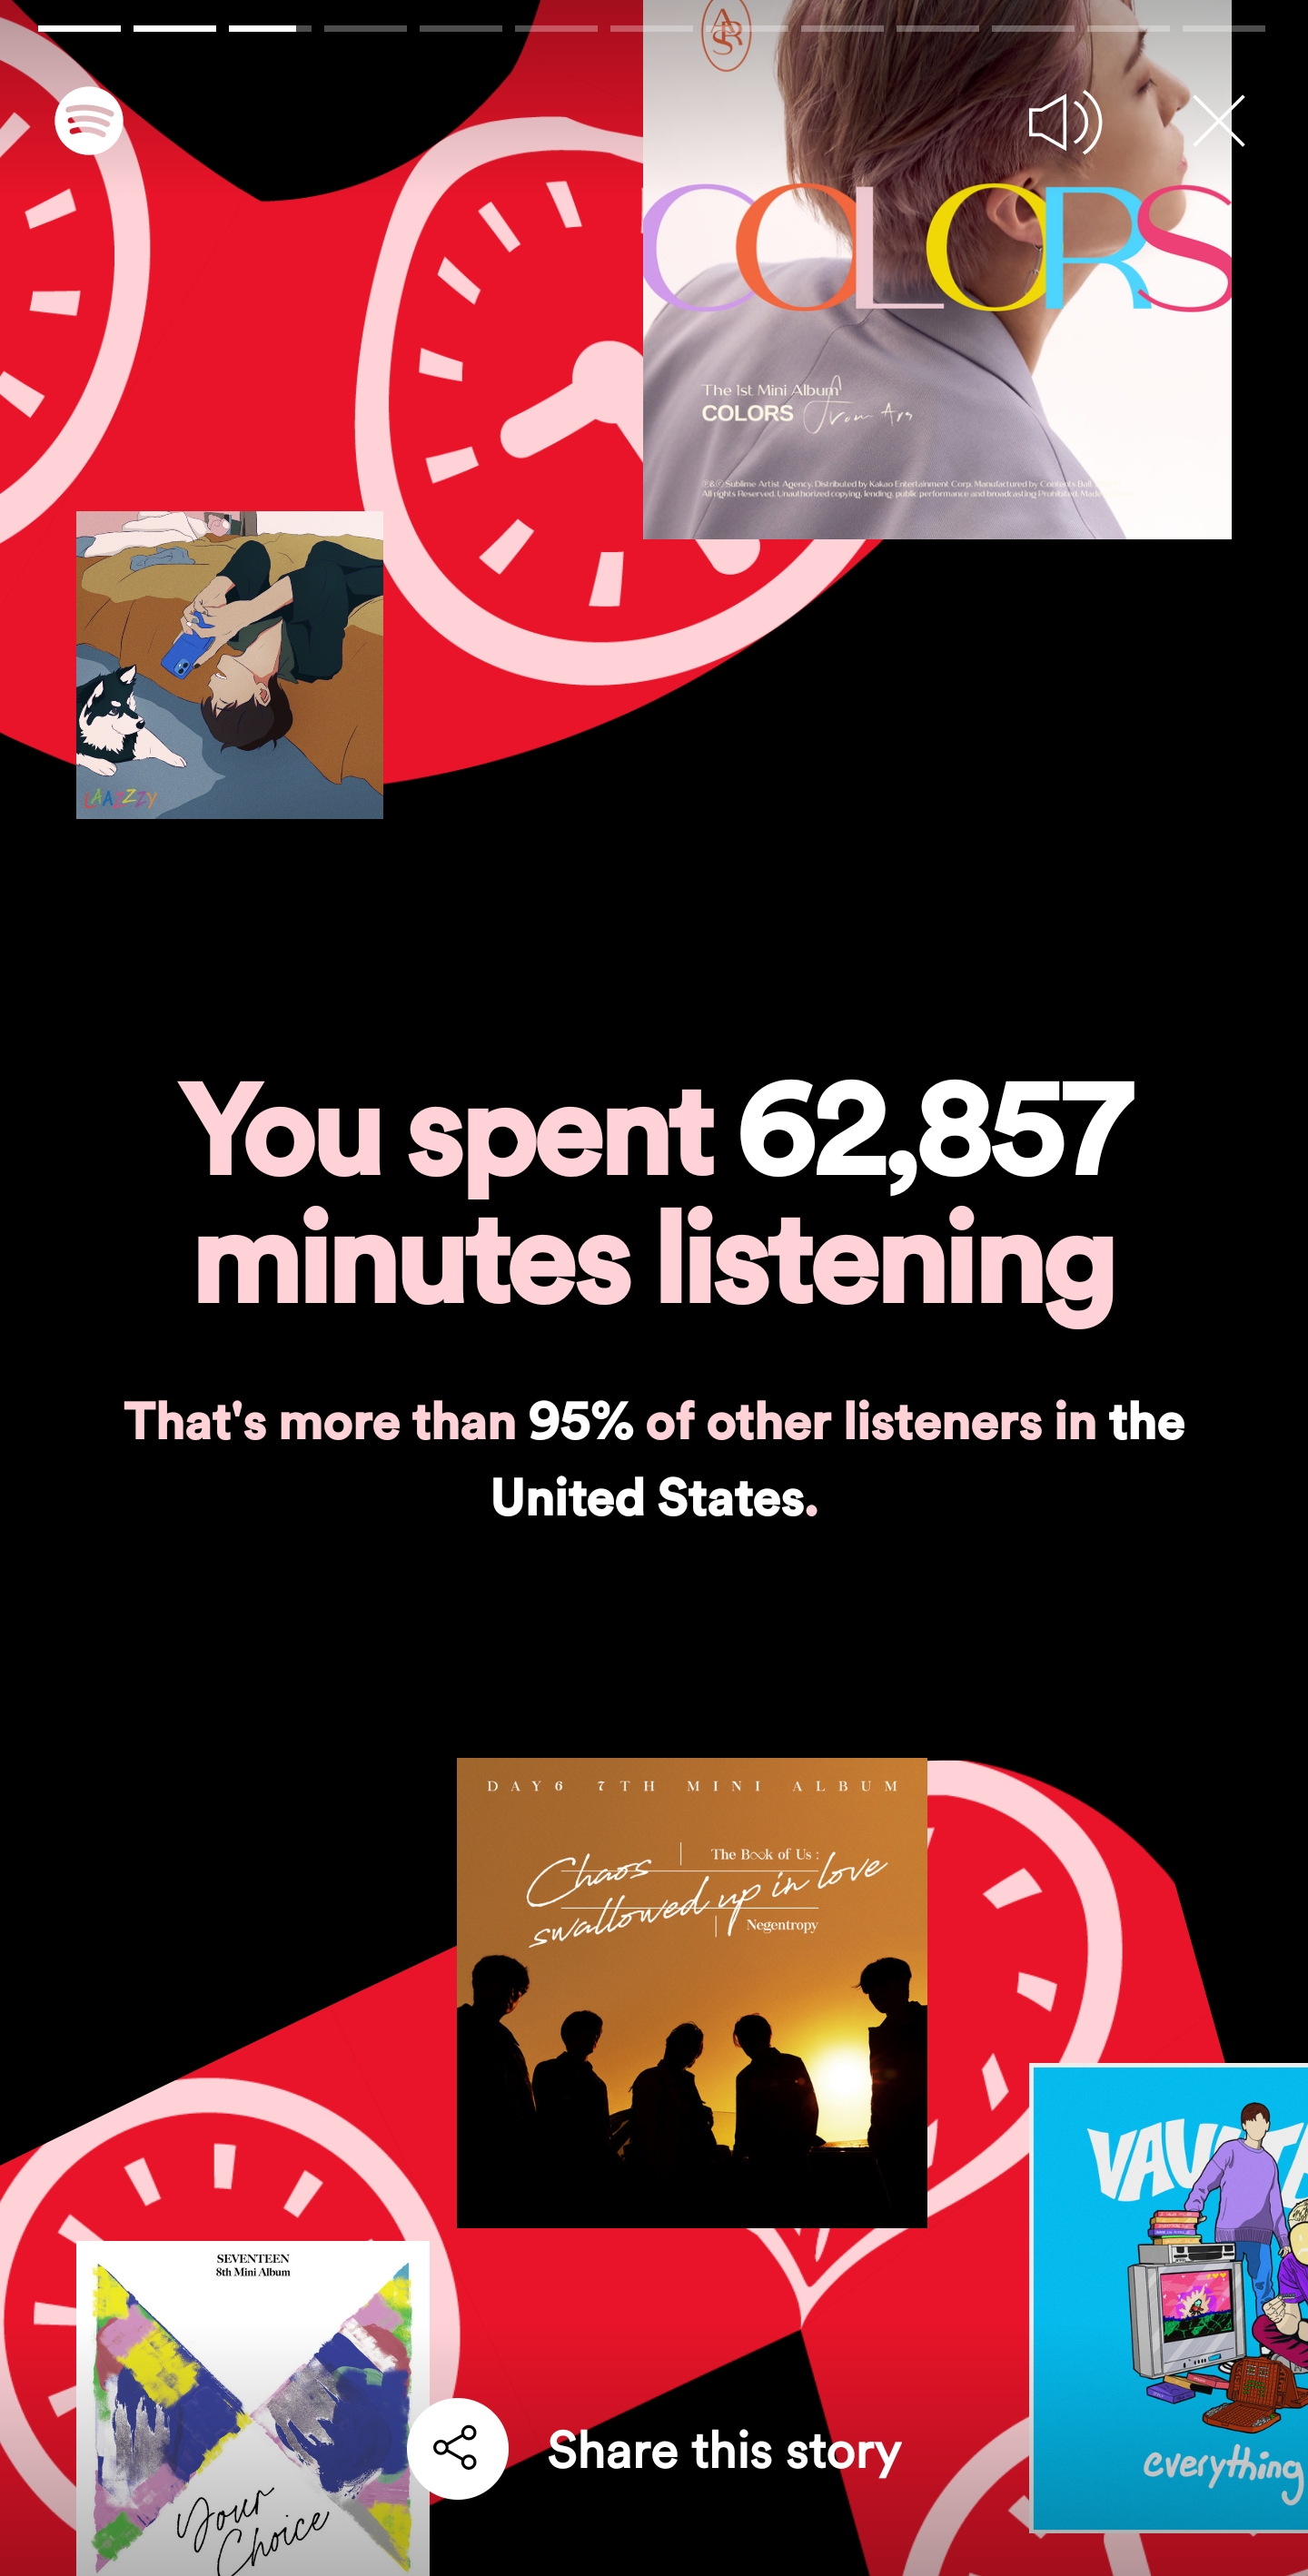 ARS
COLORS
The 1st Mini Album
COLORS from Ars
Ⓟ&Ⓒ Sublime Artist Agency. Distributed by Kakao Entertainment Corp. Manufactured by Contents Ball
All rights Reserved. Unauthorized copying, lending, public performance and broadcasting Prohibited. Made
LAAZZZY
You spent 62,857
minutes listening
That's more than 95% of other listeners in the
United States.
DAY6 7TH MINI ALBUM
The Book of Us :
Chaos
swallowed up in love
Negentropy
VAU
everything
SEVENTEEN
8th Mini Album
Your
Choice
Share this story